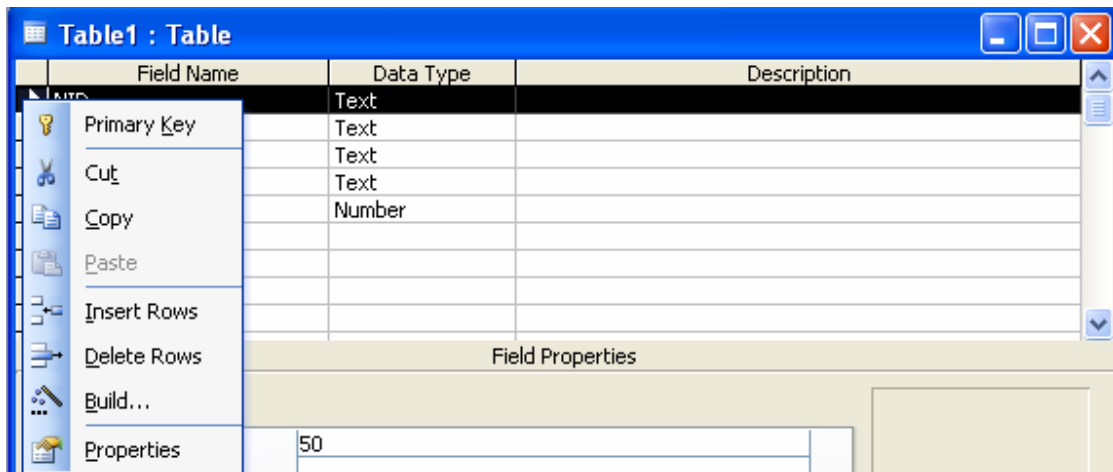 Table1 : Table
Field Name Data Type Description
Text
Primary Key
Text
Text
Cut
Text
Copy
Number
Paste
Insert Rows
Delete Rows
Field Properties
Build...
Properties
50